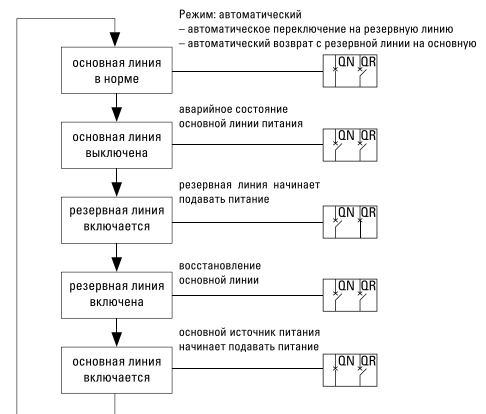 Режим: автоматический
– автоматическое переключение на резервную линию
– автоматический возврат с резервной линии на основную
основная линия
в норме
QN QR
аварийное состояние
основной линии питания
основная линия
выключена
QN QR
резервная линия начинает
подавать питание
резервная линия
включается
QN QR
восстановление
основной линии
резервная линия
включена
QN QR
основной источник питания
начинает подавать питание
основная линия
включается
QN QR